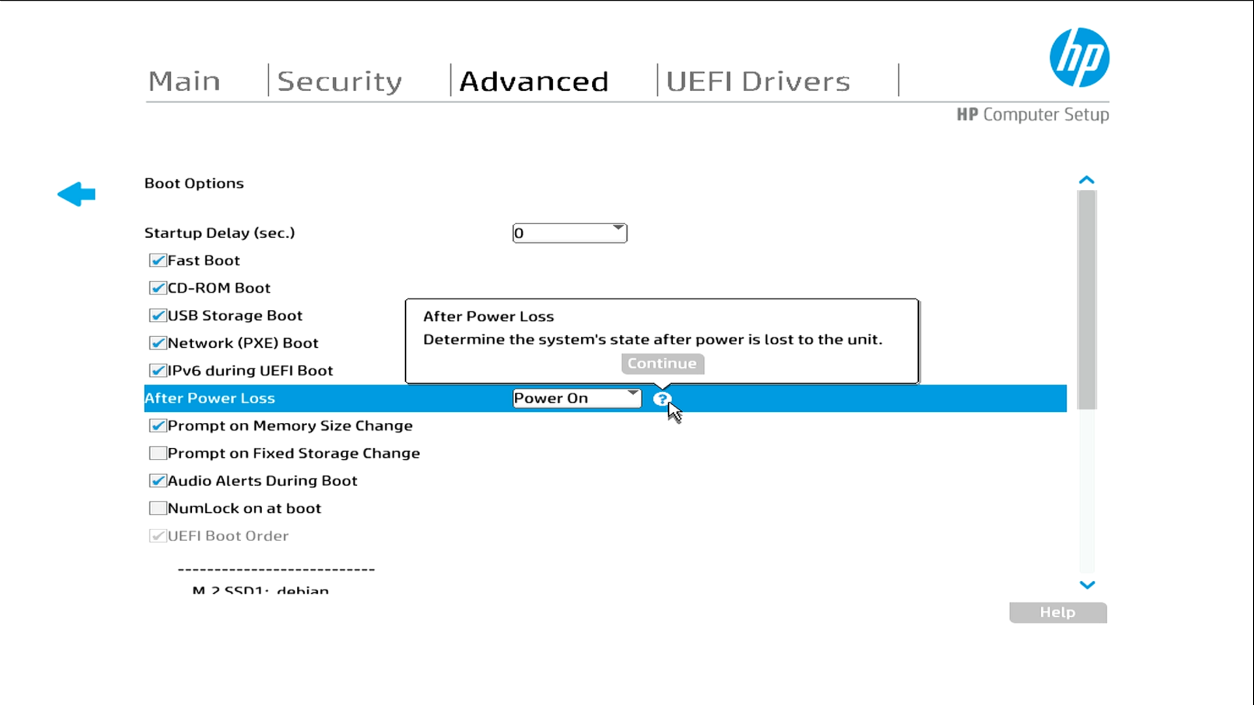 Main
Security
Advanced
UEFI Drivers
hp
HP Computer Setup
Boot Options
Startup Delay (sec.) 0
Fast Boot
CD-ROM Boot
USB Storage Boot
Network (PXE) Boot
IPv6 during UEFI Boot
After Power Loss
Determine the system's state after power is lost to the unit.
Continue
After Power Loss Power On ?
Prompt on Memory Size Change
Prompt on Fixed Storage Change
Audio Alerts During Boot
NumLock on at boot
UEFI Boot Order
---------------------------
M.2 SSD1: debian
Help